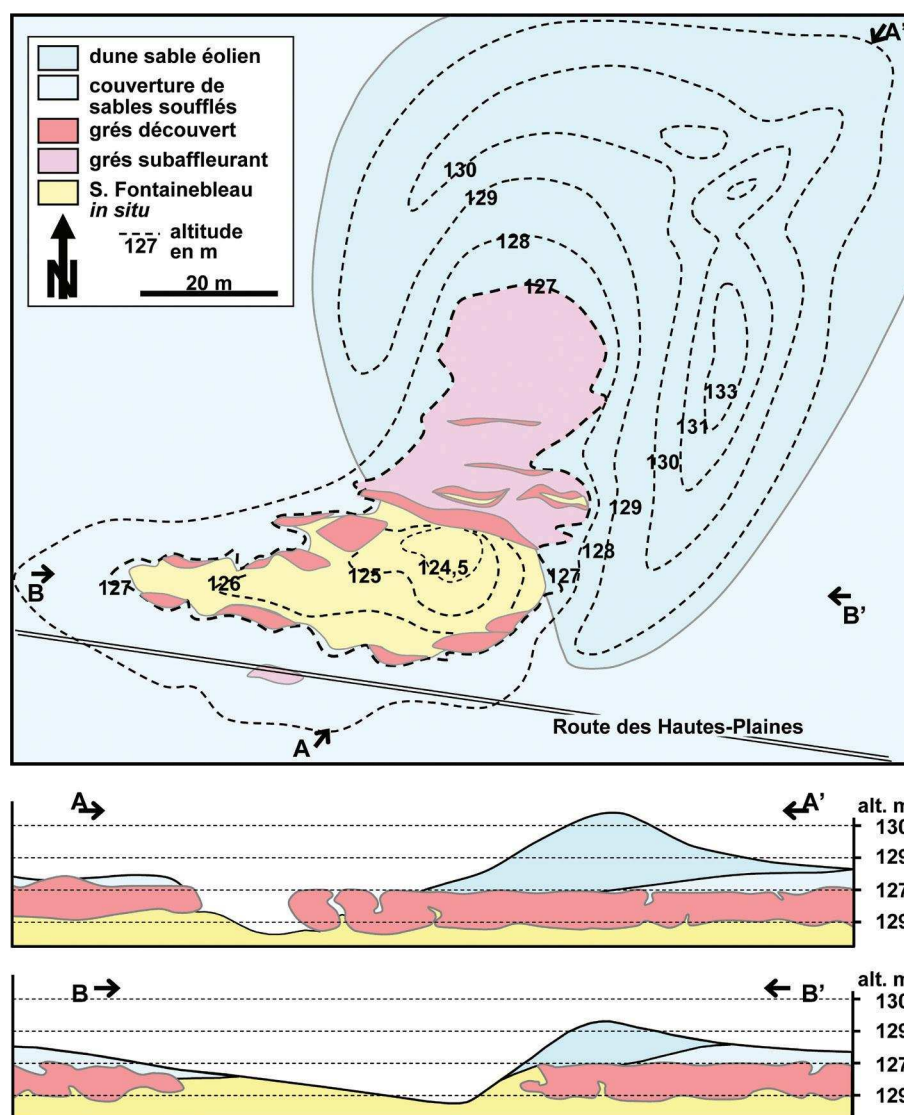 A'
dune sable éolien
couverture de
sables soufflés
grés découvert
grés subaffleurant
S. Fontainebleau
in situ
N
127
altitude
en m
20 m
130
129
128
127
133
131
130
129
128
127
B
127
126
125
124,5
B'
A
Route des Hautes-Plaines
A
A'
alt. m
130
129
127
129
B
B'
alt. m
130
129
127
129